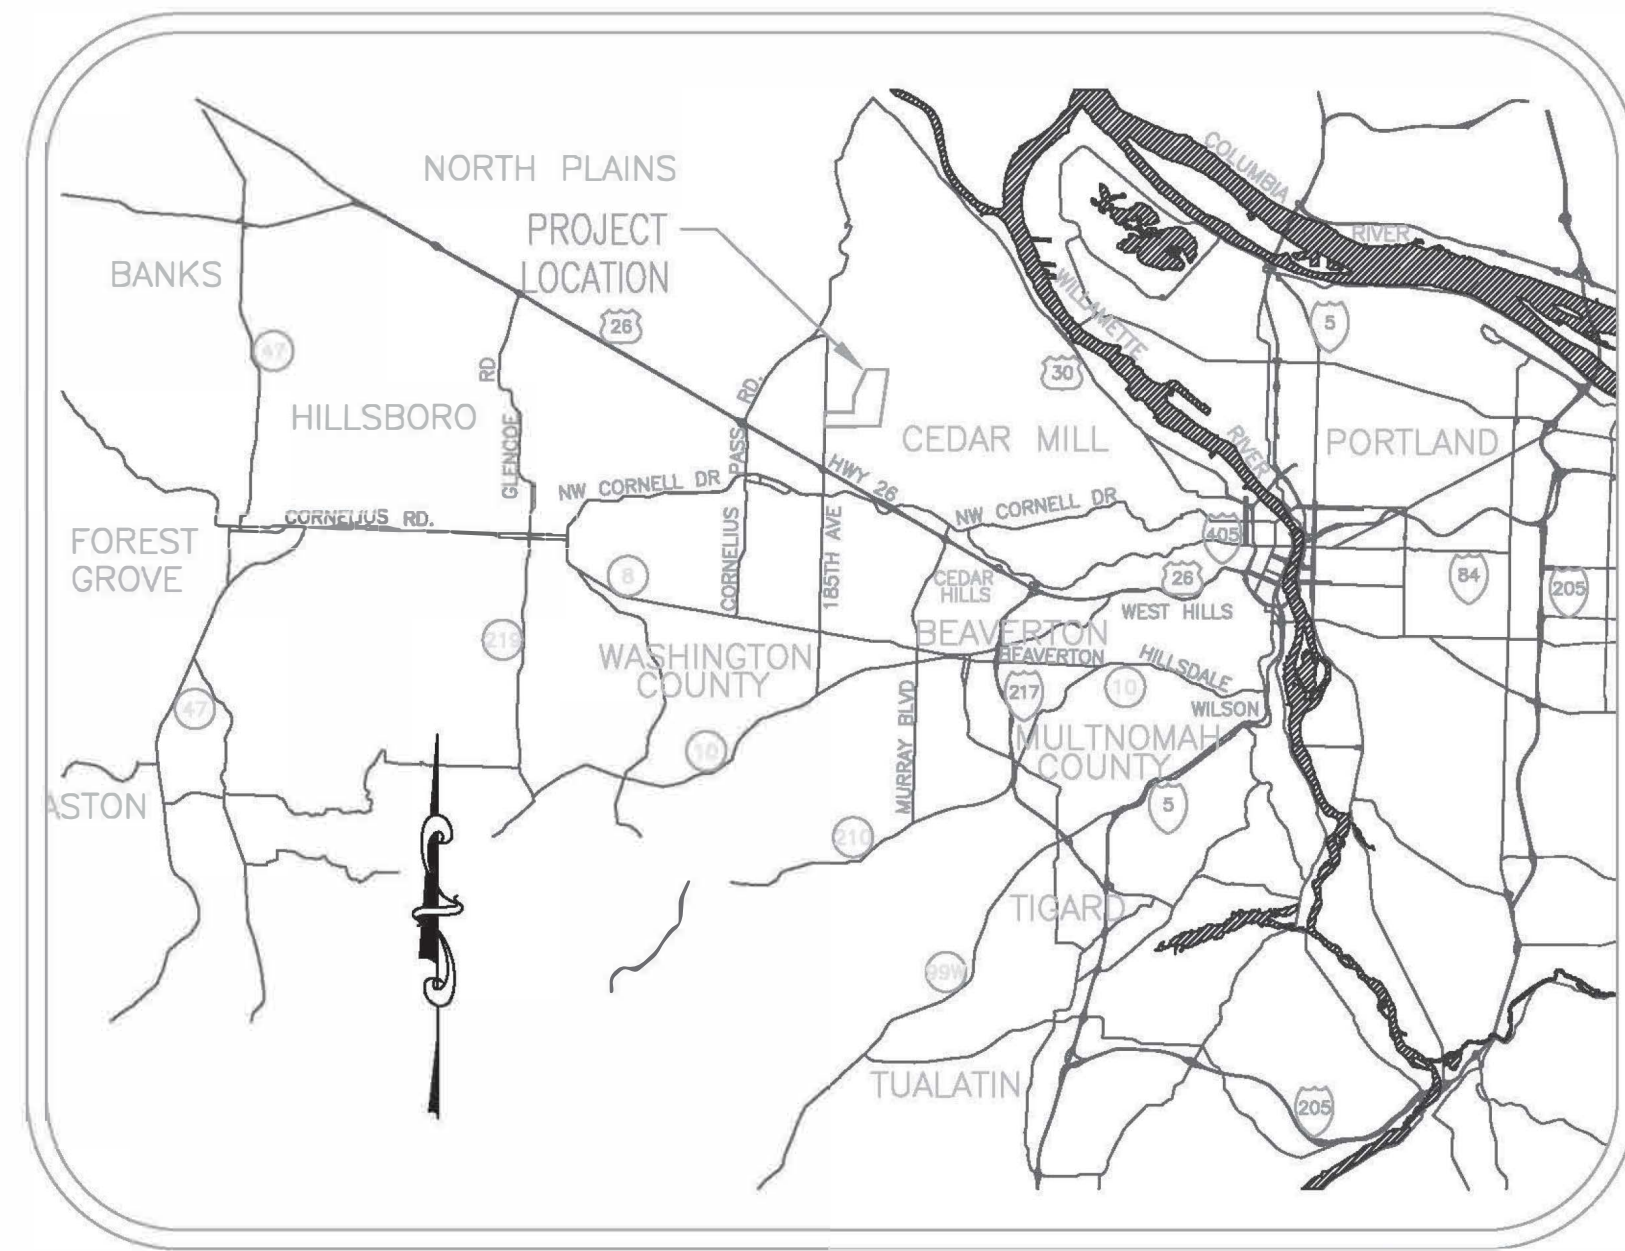 NORTH PLAINS
PROJECT
LOCATION
BANKS
COLUMBIA
RIVER
26
5
47
WILLAMETTE
30
RD
RD.
HILLSBORO
GLENCOE
PASS
CEDAR MILL
RIVER
PORTLAND
HWY 26
NW CORNELL DR
NW CORNELL DR
CORNELIUS RD.
405
FOREST
GROVE
CORNELIUS
185TH AVE
8
CEDAR
HILLS
26
84
205
WEST HILLS
BEAVERTON
BEAVERTON
HILLSDALE
219
WASHINGTON
COUNTY
217
10
WILSON
47
MURRAY BLVD
10
MULTNOMAH
COUNTY
ASTON
5
210
TIGARD
99W
TUALATIN
205